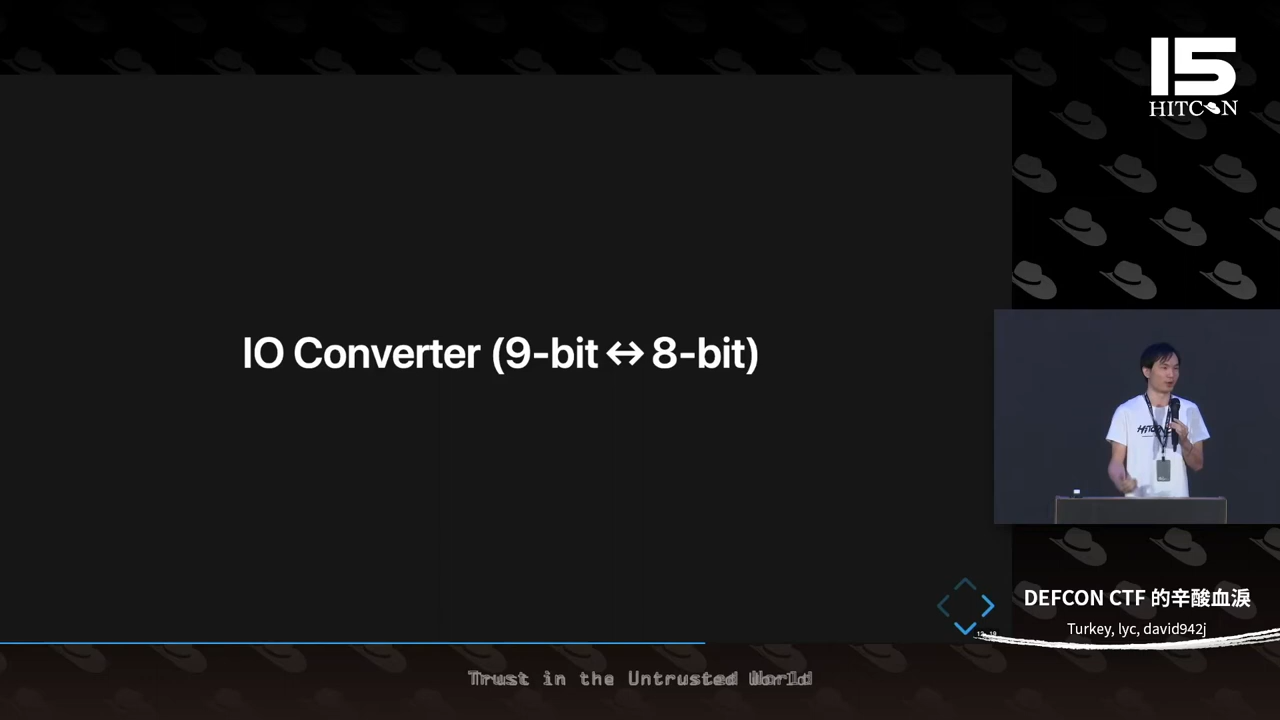 15
HITCON
IO Converter (9-bit ↔ 8-bit)
DEFCON CTF 的辛酸血淚
Turkey, lyc, david942j
Trust in the Untrusted World